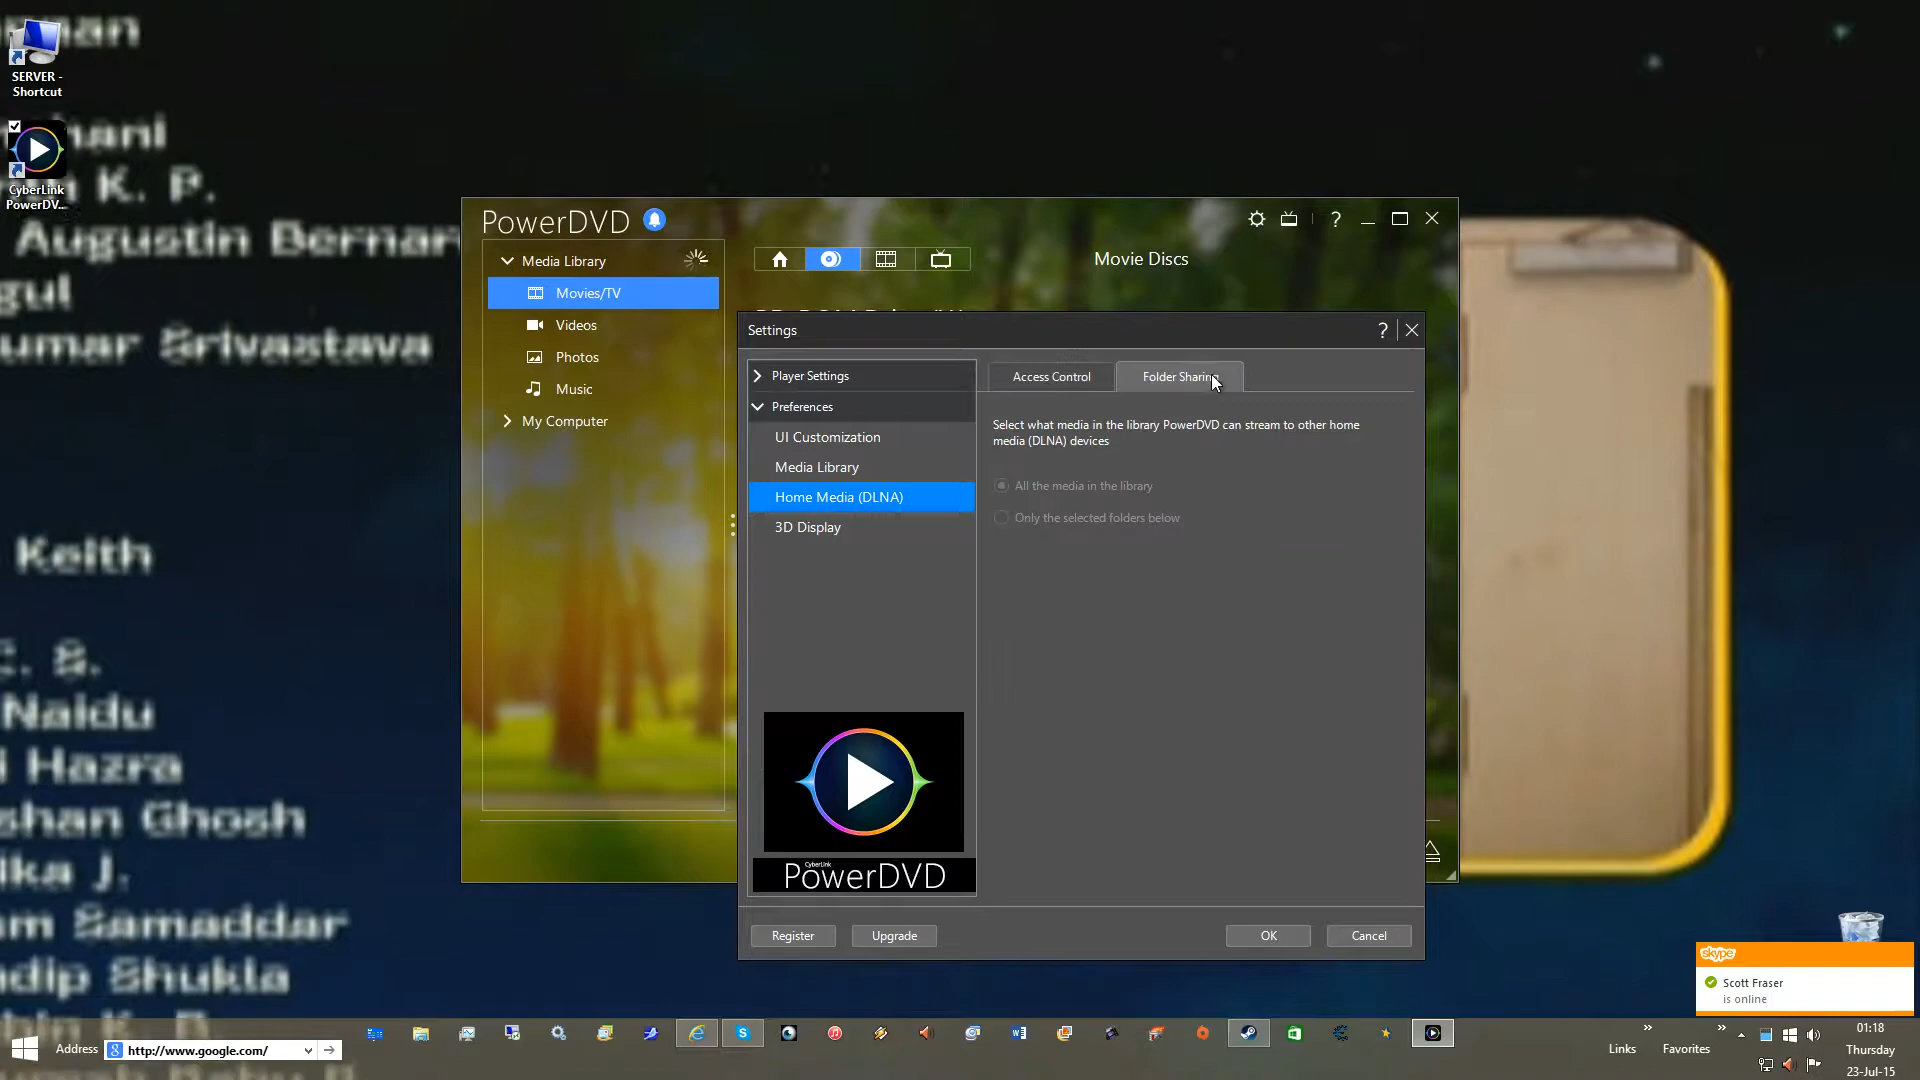 SERVER -
Shortcut
CyberLink
PowerDV...
K. P.
Augustin Bernar
Srivastava
Keith
Naidu
Hazra
Ghosh
J.
Samaddar
Shukla
PowerDVD
?
Media Library
Movies/TV
Videos
Photos
Music
My Computer
Movie Discs
Settings
?
Player Settings
Preferences
UI Customization
Media Library
Home Media (DLNA)
3D Display
Access Control
Folder Sharing
Select what media in the library PowerDVD can stream to other home
media (DLNA) devices
All the media in the library
Only the selected folders below
CyberLink
PowerDVD
Register
Upgrade
OK
Cancel
skype
Scott Fraser
is online
Address
http://www.google.com/
Links
Favorites
01:18
Thursday
23-Jul-15